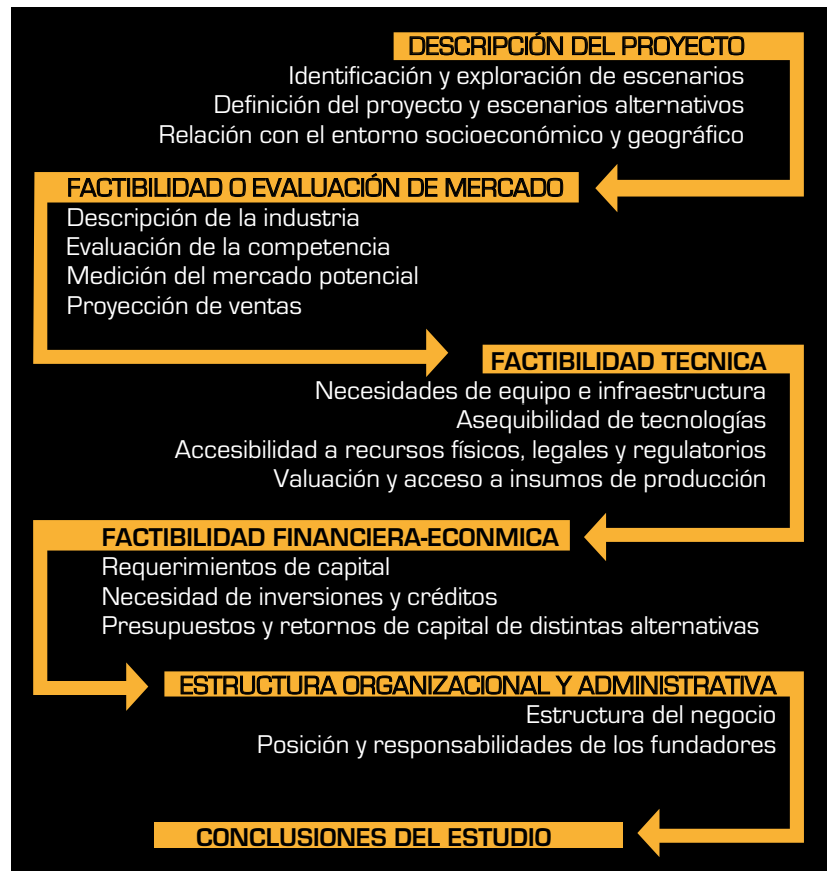 DESCRIPCIÓN DEL PROYECTO
Identificación y exploración de escenarios
Definición del proyecto y escenarios alternativos
Relación con el entorno socioeconómico y geográfico
FACTIBILIDAD O EVALUACIÓN DE MERCADO
Descripción de la industria
Evaluación de la competencia
Medición del mercado potencial
Proyección de ventas
FACTIBILIDAD TECNICA
Necesidades de equipo e infraestructura
Asequibilidad de tecnologías
Accesibilidad a recursos físicos, legales y regulatorios
Valuación y acceso a insumos de producción
FACTIBILIDAD FINANCIERA-ECONMICA
Requerimientos de capital
Necesidad de inversiones y créditos
Presupuestos y retornos de capital de distintas alternativas
ESTRUCTURA ORGANIZACIONAL Y ADMINISTRATIVA
Estructura del negocio
Posición y responsabilidades de los fundadores
CONCLUSIONES DEL ESTUDIO